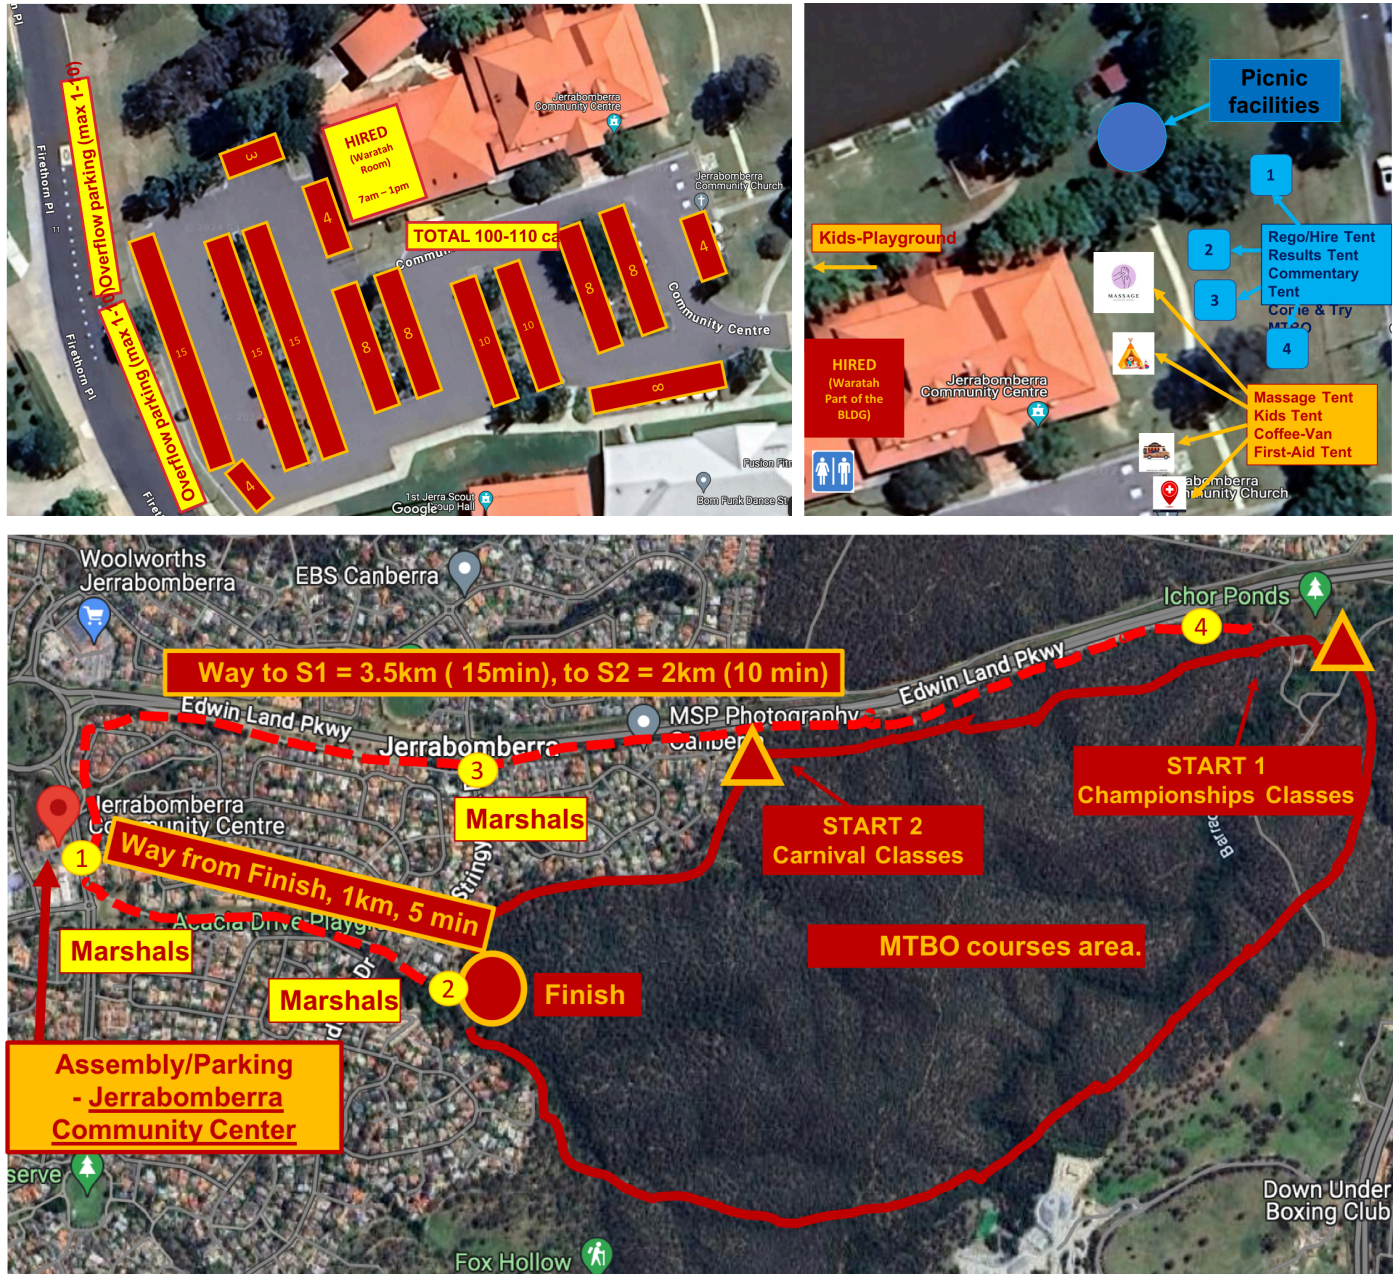 Overflow parking (max 1-10)
Overflow parking (max 1-
Firethorn Pl
11
Firethorn Pl
3
HIRED
(Waratah
Room)
7am – 1pm
4
Jerrabomberra
Community Centre
Jerrabomberra
Community Church
TOTAL 100-110 ca
15
15
15
8
8
10
10
8
8
4
8
4
Community Centre
1st Jerra Scout
Group Hall
Google
Fusion Fitn
Bom Funk Dance St
Picnic
facilities
1
2
3
4
Rego/Hire Tent
Results Tent
Commentary
Tent
Come & Try
MTBO
Kids-Playground
MASSAGE
HIRED
(Waratah
Part of the
BLDG)
Jerrabomberra
Community Centre
Massage Tent
Kids Tent
Coffee-Van
First-Aid Tent
Community Church
Woolworths
Jerrabomberra
EBS Canberra
Ichor Ponds
4
Way to S1 = 3.5km ( 15min), to S2 = 2km (10 min)
Edwin Land Pkwy
Edwin Land Pkwy
MSP Photography
Canberra
Jerrabomberra
3
Marshals
START 1
Championships Classes
START 2
Carnival Classes
Jerrabomberra
Community Centre
1
Way from Finish, 1km, 5 min
Stringy
Barra
Acacia Drive Playgr
Marshals
MTBO courses area.
2
Marshals
Finish
Assembly/Parking
- Jerrabomberra
Community Center
serve
Fox Hollow
Down Under
Boxing Club